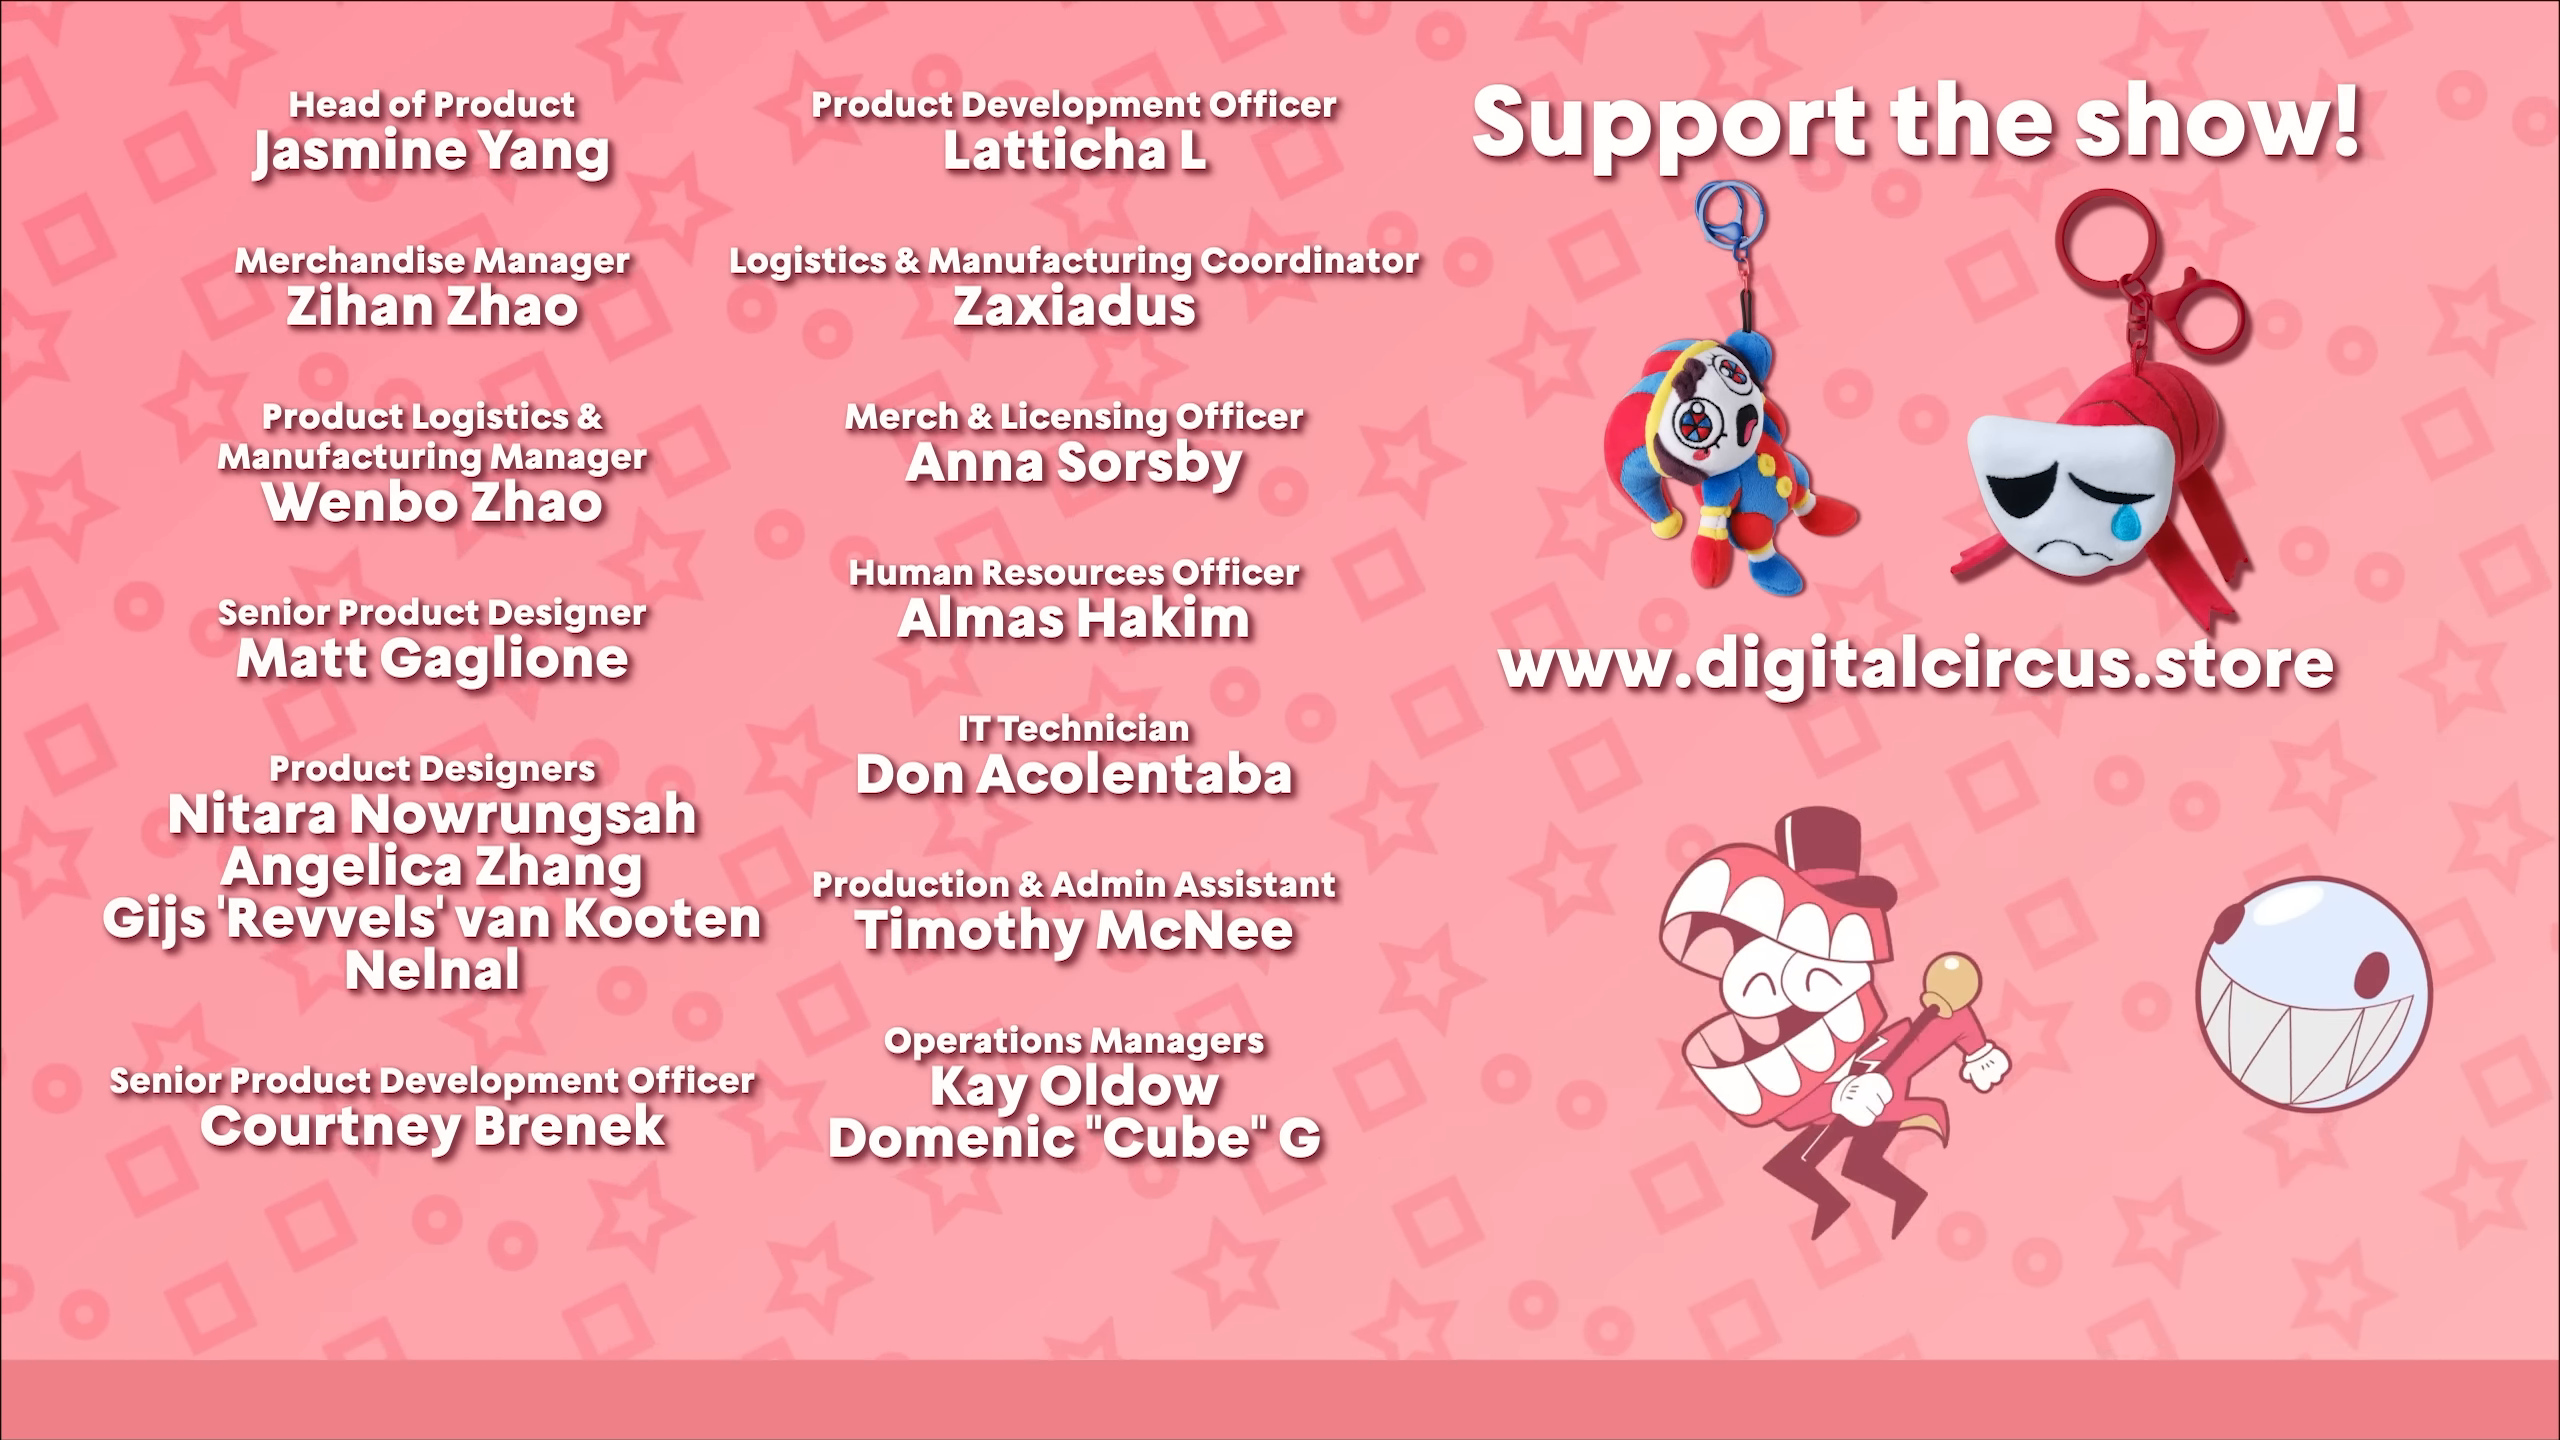 Head of Product
Jasmine Yang
Merchandise Manager
Zihan Zhao
Product Logistics &
Manufacturing Manager
Wenbo Zhao
Senior Product Designer
Matt Gaglione
Product Designers
Nitara Nowrungsah
Angelica Zhang
Gijs 'Revvels' van Kooten
Nelnal
Senior Product Development Officer
Courtney Brenek
Product Development Officer
Latticha L
Logistics & Manufacturing Coordinator
Zaxiadus
Merch & Licensing Officer
Anna Sorsby
Human Resources Officer
Almas Hakim
IT Technician
Don Acolentaba
Production & Admin Assistant
Timothy McNee
Operations Managers
Kay Oldow
Domenic "Cube" G
Support the show!
www.digitalcircus.store